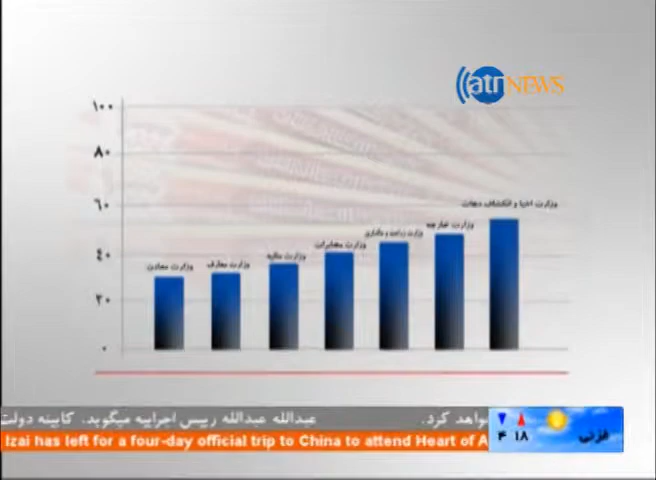 atn NEWS
۱۰۰
۸۰
۶۰
۴۰
۲۰
۰
وزارت معادن
وزارت معارف
وزارت مالیه
وزارت مخابرات
وزارت زراعت و مالداری
وزارت خارجه
وزارت احیا و انکشاف دهات
عبدالله عبدالله رییس اجراییه میگوید، کابینه دولت
واهد کرد.
۴ ۱۸
غزنی
Izai has left for a four-day official trip to China to attend Heart of A